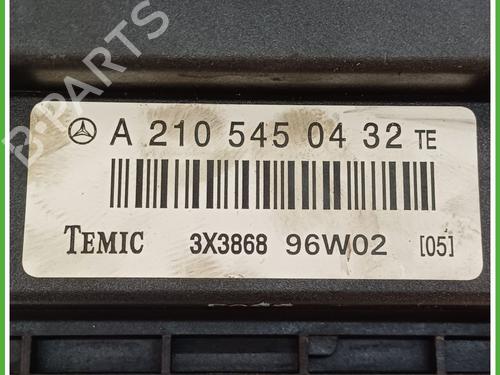 B-PARTS
A 210 545 04 32 TE
TEMIC 3X3868 96W02 [05]